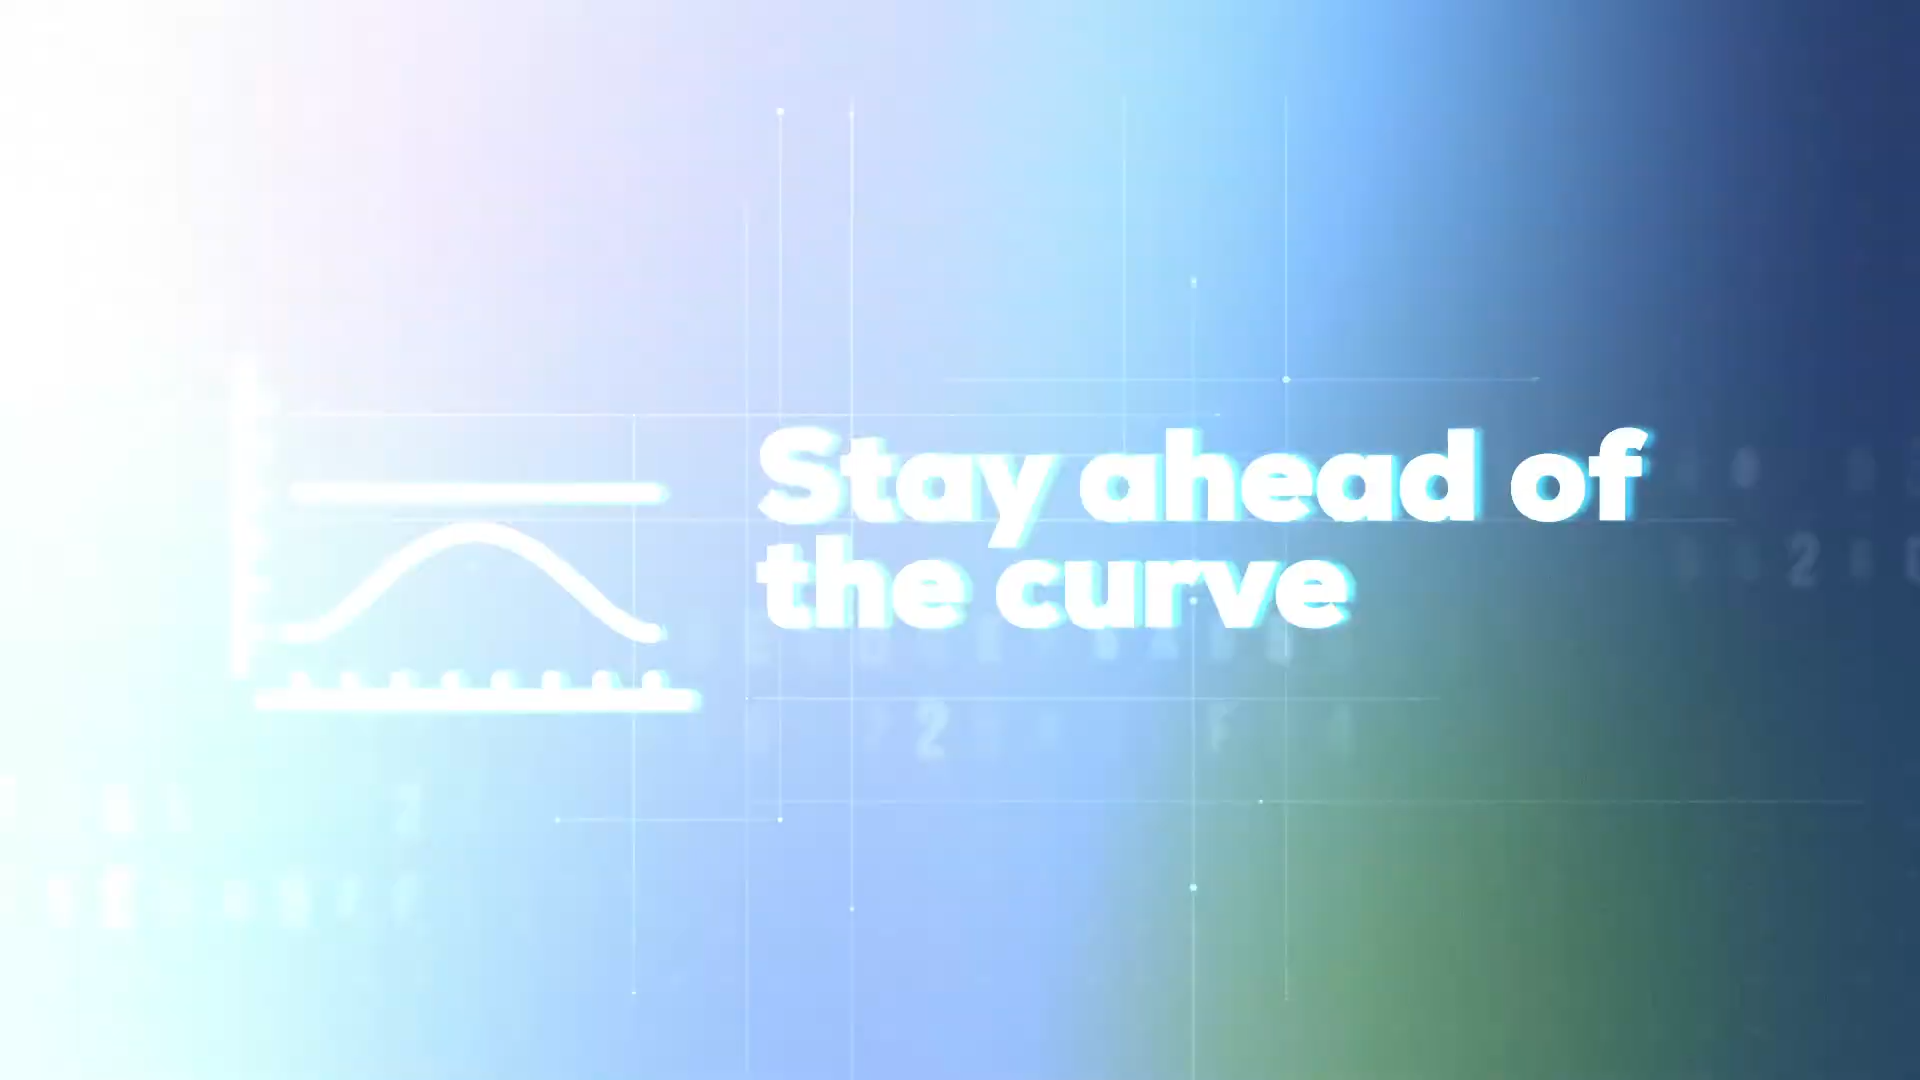 Stay ahead of
the curve